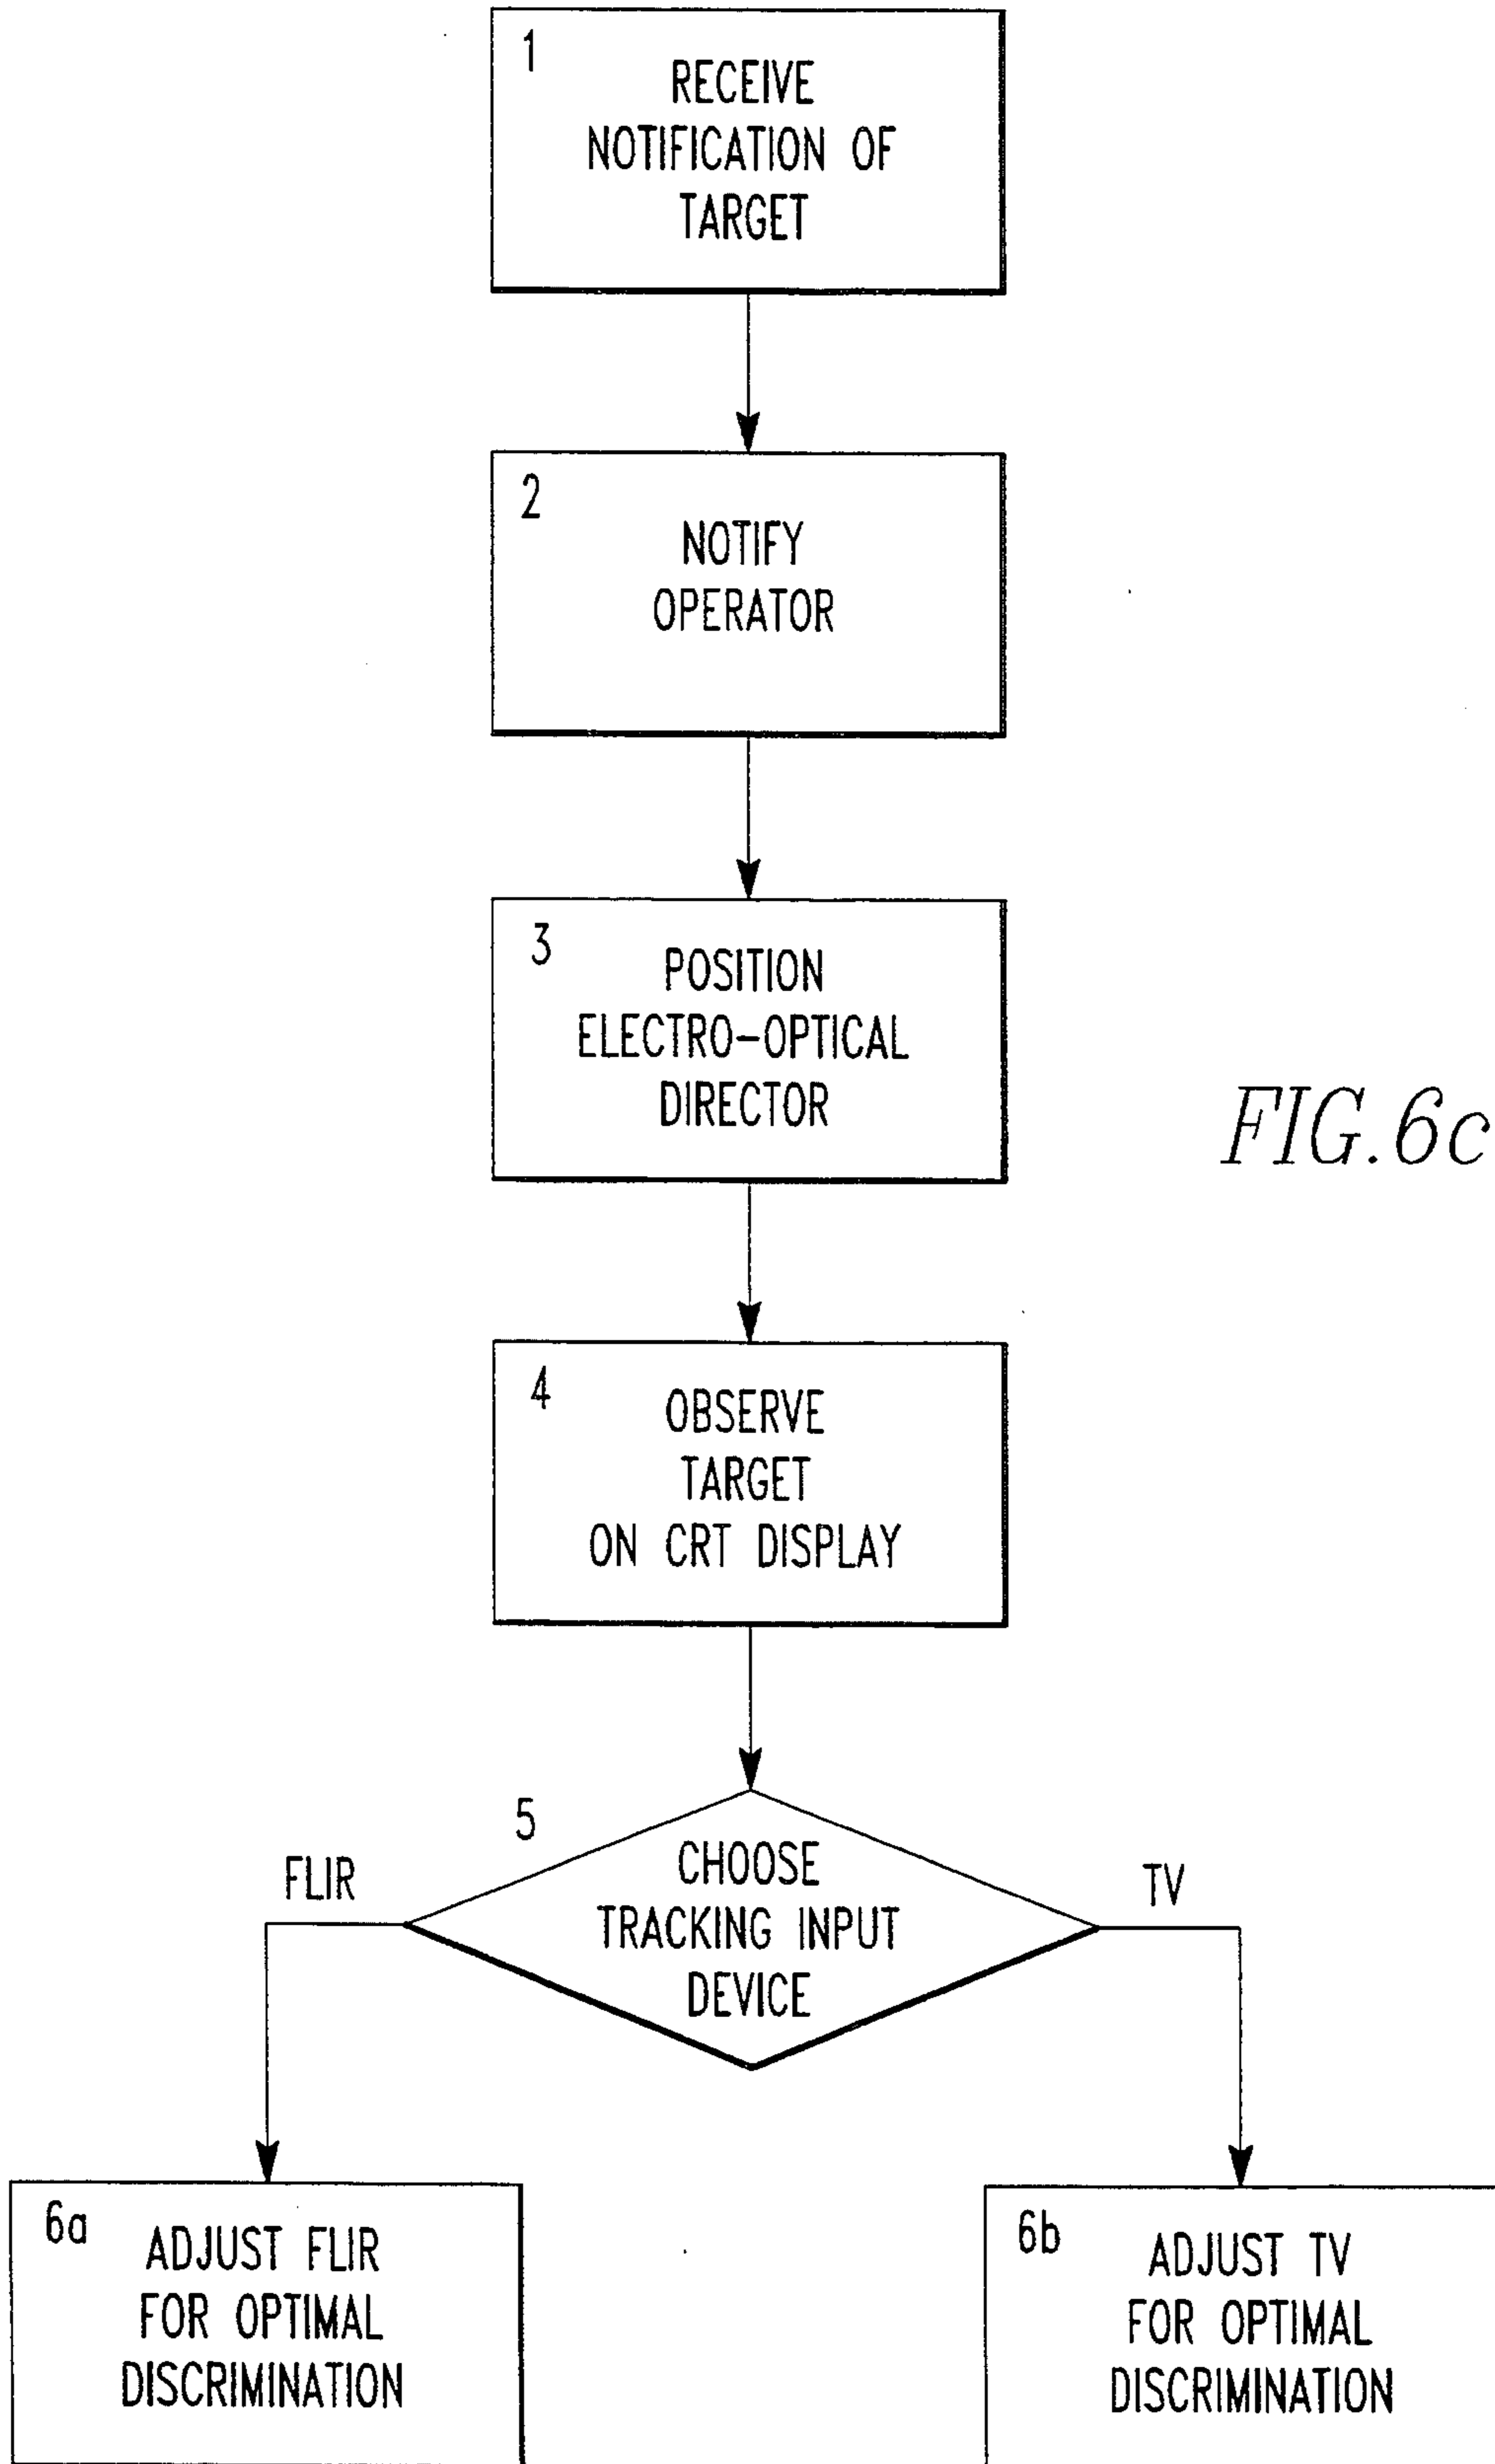 1
RECEIVE
NOTIFICATION OF
TARGET
2
NOTIFY
OPERATOR
3
POSITION
ELECTRO-OPTICAL
DIRECTOR
FIG.6c
4
OBSERVE
TARGET
ON CRT DISPLAY
5
CHOOSE
TRACKING INPUT
DEVICE
FLIR
TV
6a
ADJUST FLIR
FOR OPTIMAL
DISCRIMINATION
6b
ADJUST TV
FOR OPTIMAL
DISCRIMINATION